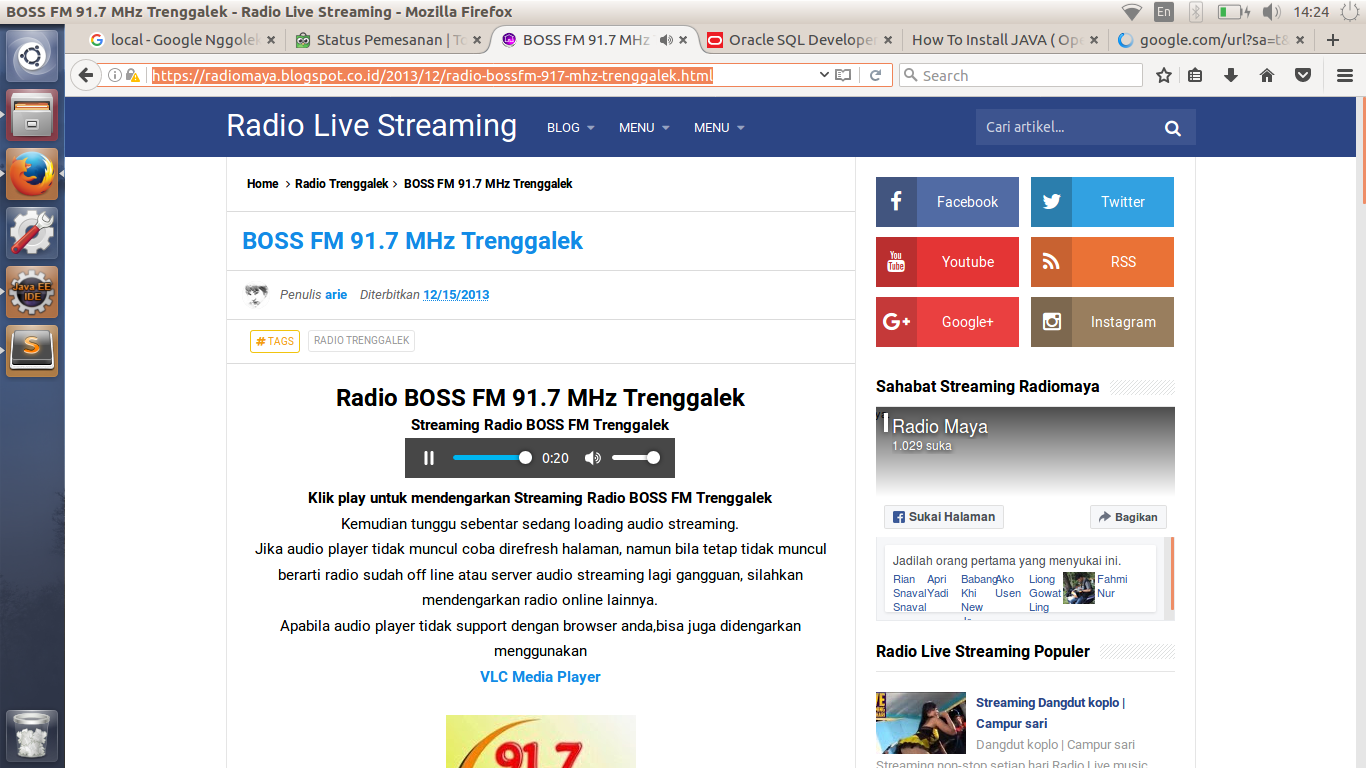 BOSS FM 91.7 MHz Trenggalek - Radio Live Streaming - Mozilla Firefox
En
14:24
local - Google Nggolek
Status Pemesanan | To
BOSS FM 91.7 MHz
Oracle SQL Developer
How To Install JAVA ( Ope
google.com/url?sa=t&
https://radiomaya.blogspot.co.id/2013/12/radio-bossfm-917-mhz-trenggalek.html
Search
Radio Live Streaming
BLOG
MENU
MENU
Cari artikel...
Home > Radio Trenggalek > BOSS FM 91.7 MHz Trenggalek
BOSS FM 91.7 MHz Trenggalek
Penulis arie Diterbitkan 12/15/2013
# TAGS
RADIO TRENGGALEK
Radio BOSS FM 91.7 MHz Trenggalek
Streaming Radio BOSS FM Trenggalek
0:20
Klik play untuk mendengarkan Streaming Radio BOSS FM Trenggalek
Kemudian tunggu sebentar sedang loading audio streaming.
Jika audio player tidak muncul coba direfresh halaman, namun bila tetap tidak muncul
berarti radio sudah off line atau server audio streaming lagi gangguan, silahkan
mendengarkan radio online lainnya.
Apabila audio player tidak support dengan browser anda,bisa juga didengarkan
menggunakan
VLC Media Player
91.7
Facebook
Twitter
You Tube
Youtube
RSS
G+
Google+
Instagram
Sahabat Streaming Radiomaya
Radio Maya
1.029 suka
Sukai Halaman
Bagikan
Jadilah orang pertama yang menyukai ini.
Rian Apri Babang Ako Liong Fahmi
Snaval Yadi Khi Usen Gowat Nur
Snaval New Ling
Radio Live Streaming Populer
Streaming Dangdut koplo |
Campur sari
Dangdut koplo | Campur sari
Streaming non-stop setiap hari Radio Live music
Java EE
IDE
S